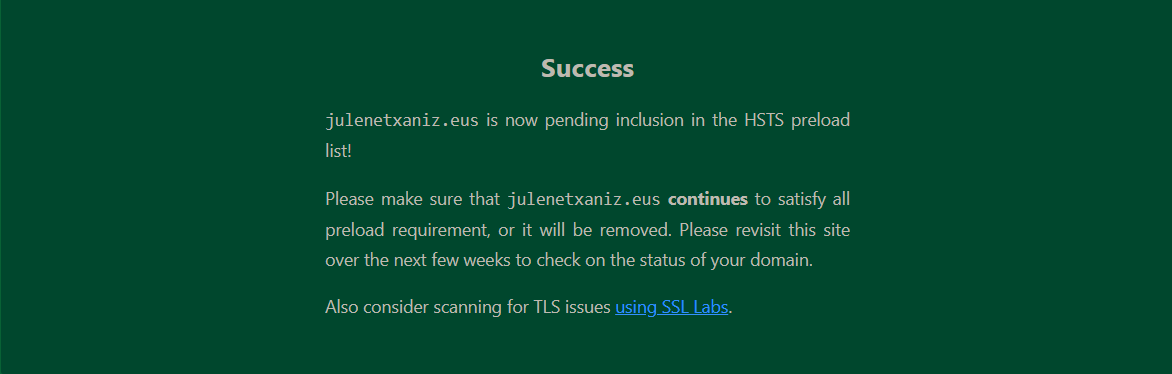 Success
julenetxaniz.eus is now pending inclusion in the HSTS preload
list!
Please make sure that julenetxaniz.eus continues to satisfy all
preload requirement, or it will be removed. Please revisit this site
over the next few weeks to check on the status of your domain.
Also consider scanning for TLS issues using SSL Labs.